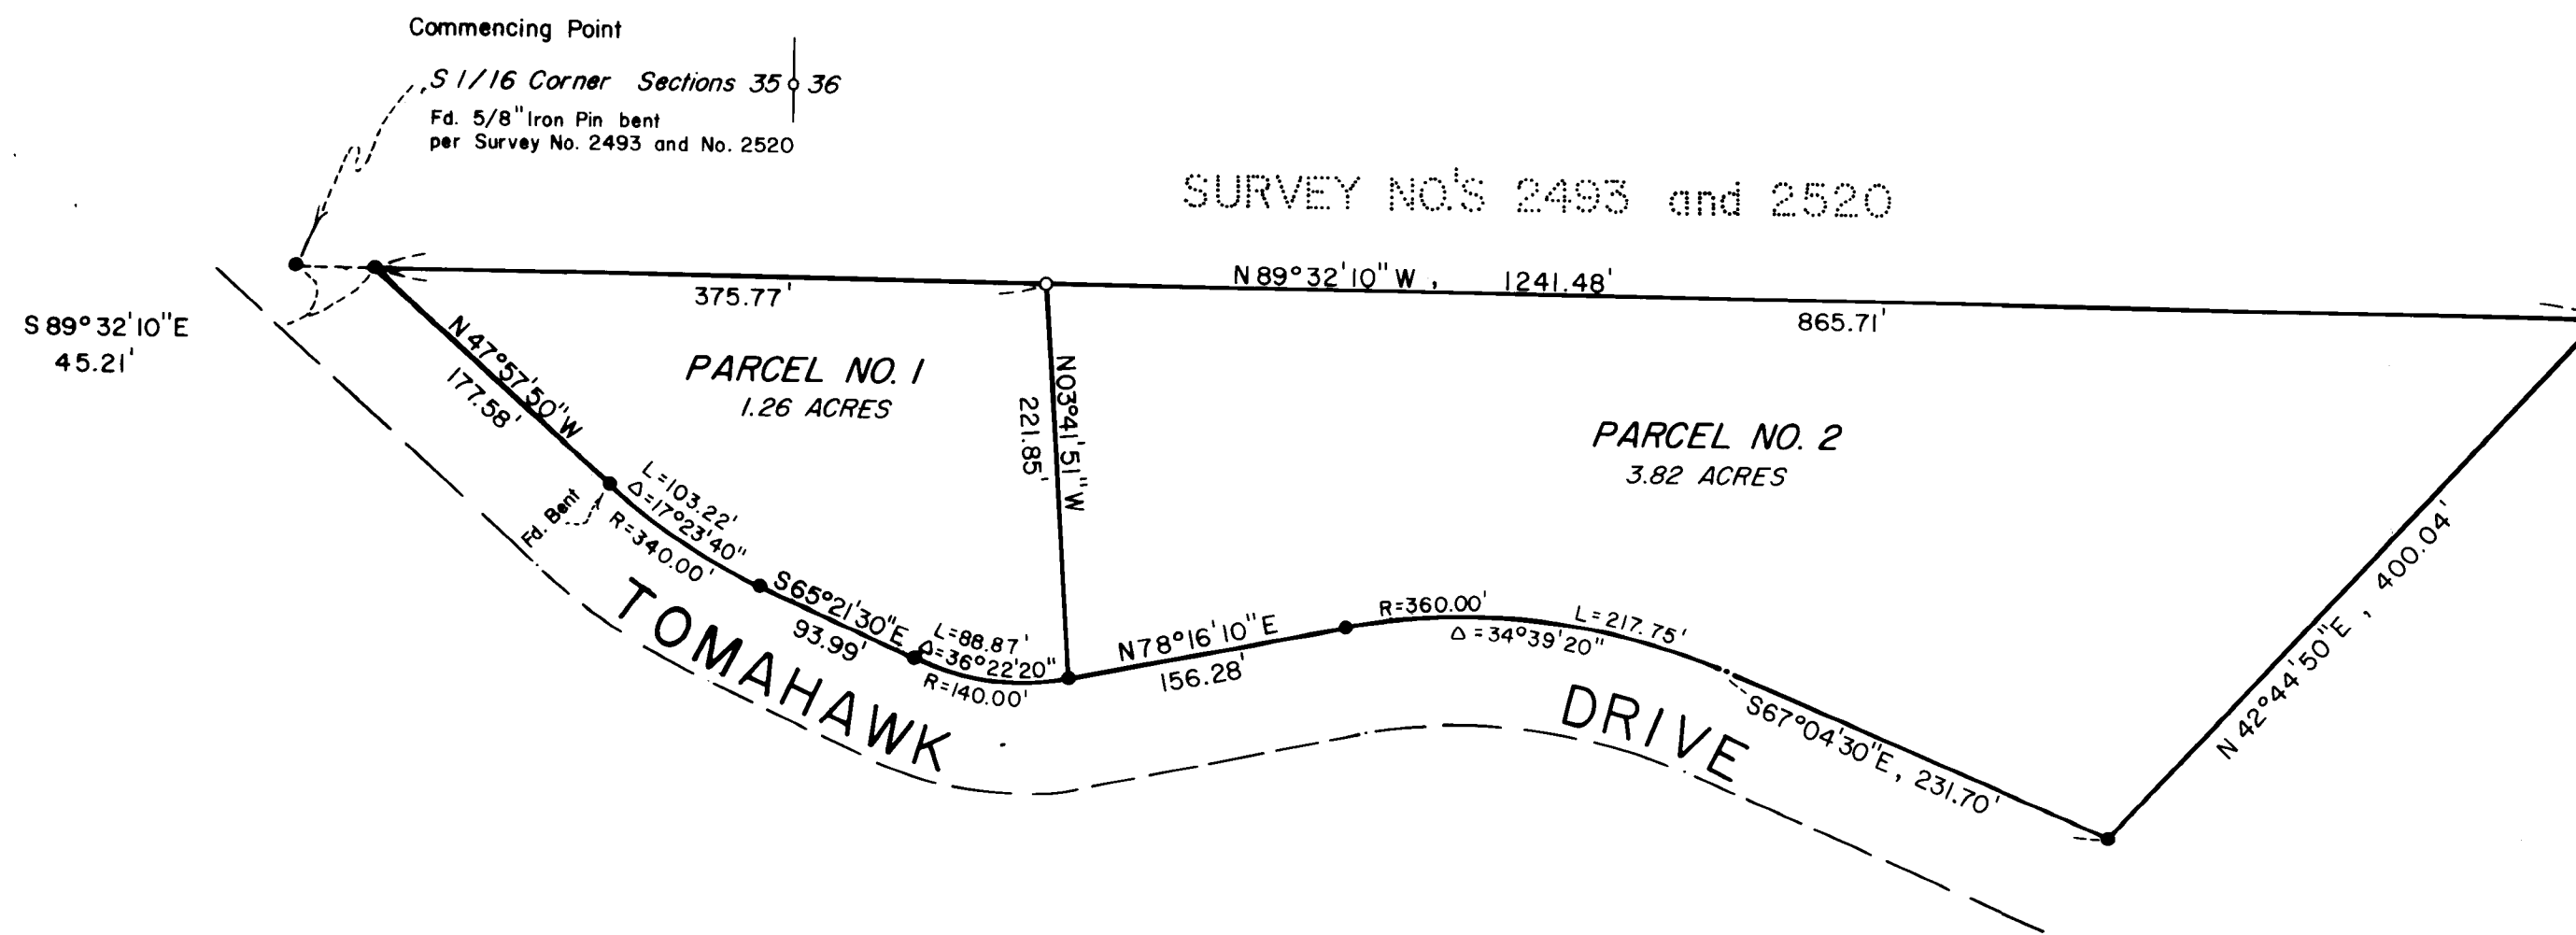 Commencing Point
S 1/16 Corner Sections 35 36
Fd. 5/8" Iron Pin bent
per Survey No. 2493 and No. 2520
SURVEY NO.'S 2493 and 2520
N 89°32'10" W, 1241.48'
375.77'
865.71'
S 89°32'10" E
45.21'
N 47°57'50" W
177.58'
PARCEL NO. 1
1.26 ACRES
N 03°41'51" W
221.85'
PARCEL NO. 2
3.82 ACRES
Fd. Bent
L=103.22'
Δ=17°23'40"
R=340.00'
S 65°21'30" E
93.99'
L=88.87'
Δ=36°22'20"
R=140.00'
N 78°16'10" E
156.28'
R=360.00'
L=217.75'
Δ=34°39'20"
S 67°04'30" E, 231.70'
N 42°44'50" E, 400.04'
TOMAHAWK DRIVE